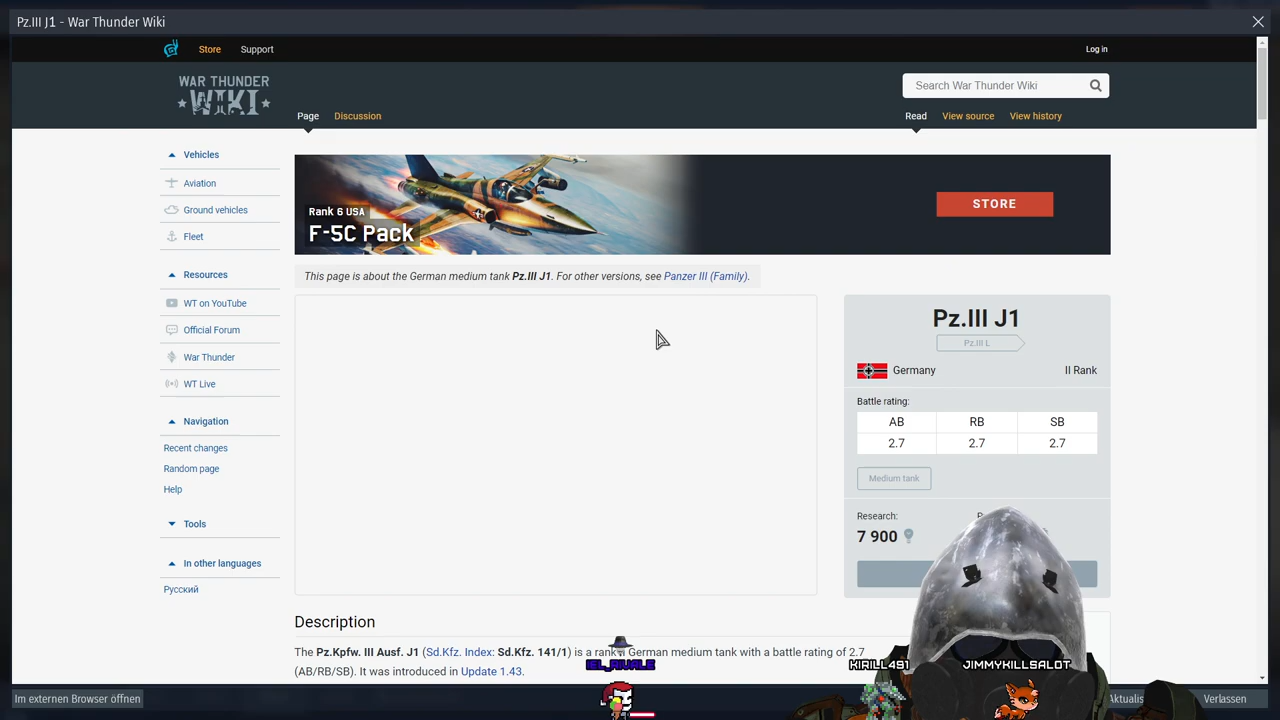 Pz.III J1 - War Thunder Wiki
Store
Support
Log in
WAR THUNDER
WIKI
Search War Thunder Wiki
Page
Discussion
Read
View source
View history
Vehicles
Aviation
Ground vehicles
Fleet
Resources
WT on YouTube
Official Forum
War Thunder
WT Live
Navigation
Recent changes
Random page
Help
Tools
In other languages
Русский
Rank 6 USA
F-5C Pack
STORE
This page is about the German medium tank Pz.III J1. For other versions, see Panzer III (Family).
Pz.III J1
Pz.III L
Germany
II Rank
Battle rating:
AB RB SB
2.7 2.7 2.7
Medium tank
Research:
7 900
Description
The Pz.Kpfw. III Ausf. J1 (Sd.Kfz. Index: Sd.Kfz. 141/1) is a rank German medium tank with a battle rating of 2.7
(AB/RB/SB). It was introduced in Update 1.43.
KIRILL491
JIMMYKILLSALOT
Im externen Browser öffnen
Verlassen